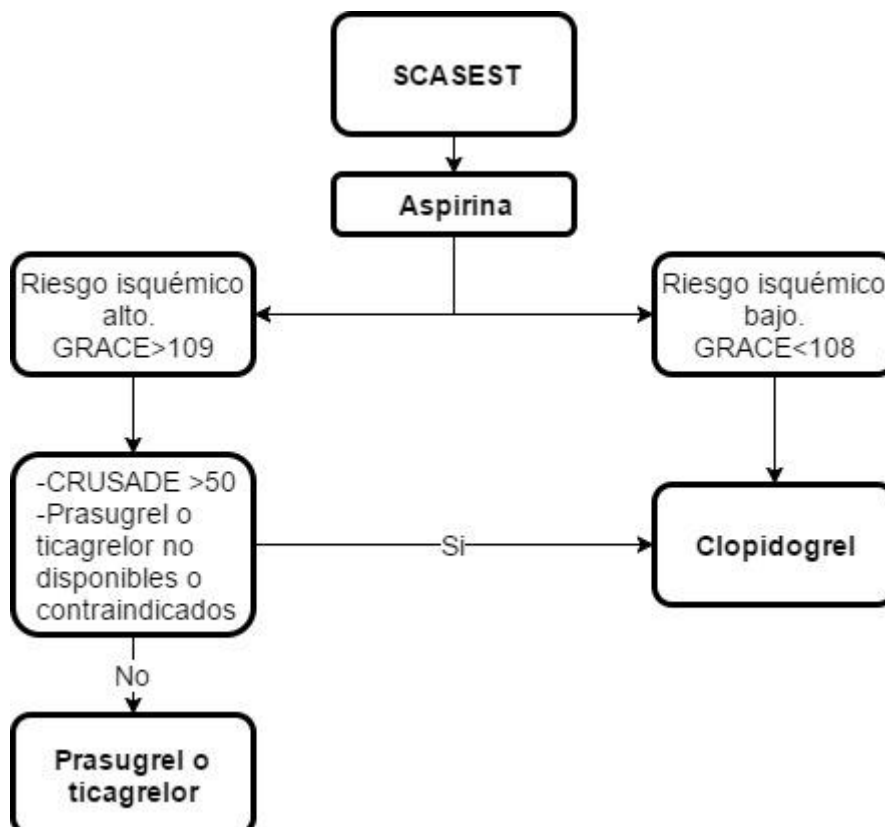 SCASEST
Aspirina
Riesgo isquémico
alto.
GRACE>109
Riesgo isquémico
bajo.
GRACE<108
-CRUSADE >50
-Prasugrel o
ticagrelor no
disponibles o
contraindicados
Si
Clopidogrel
No
Prasugrel o
ticagrelor